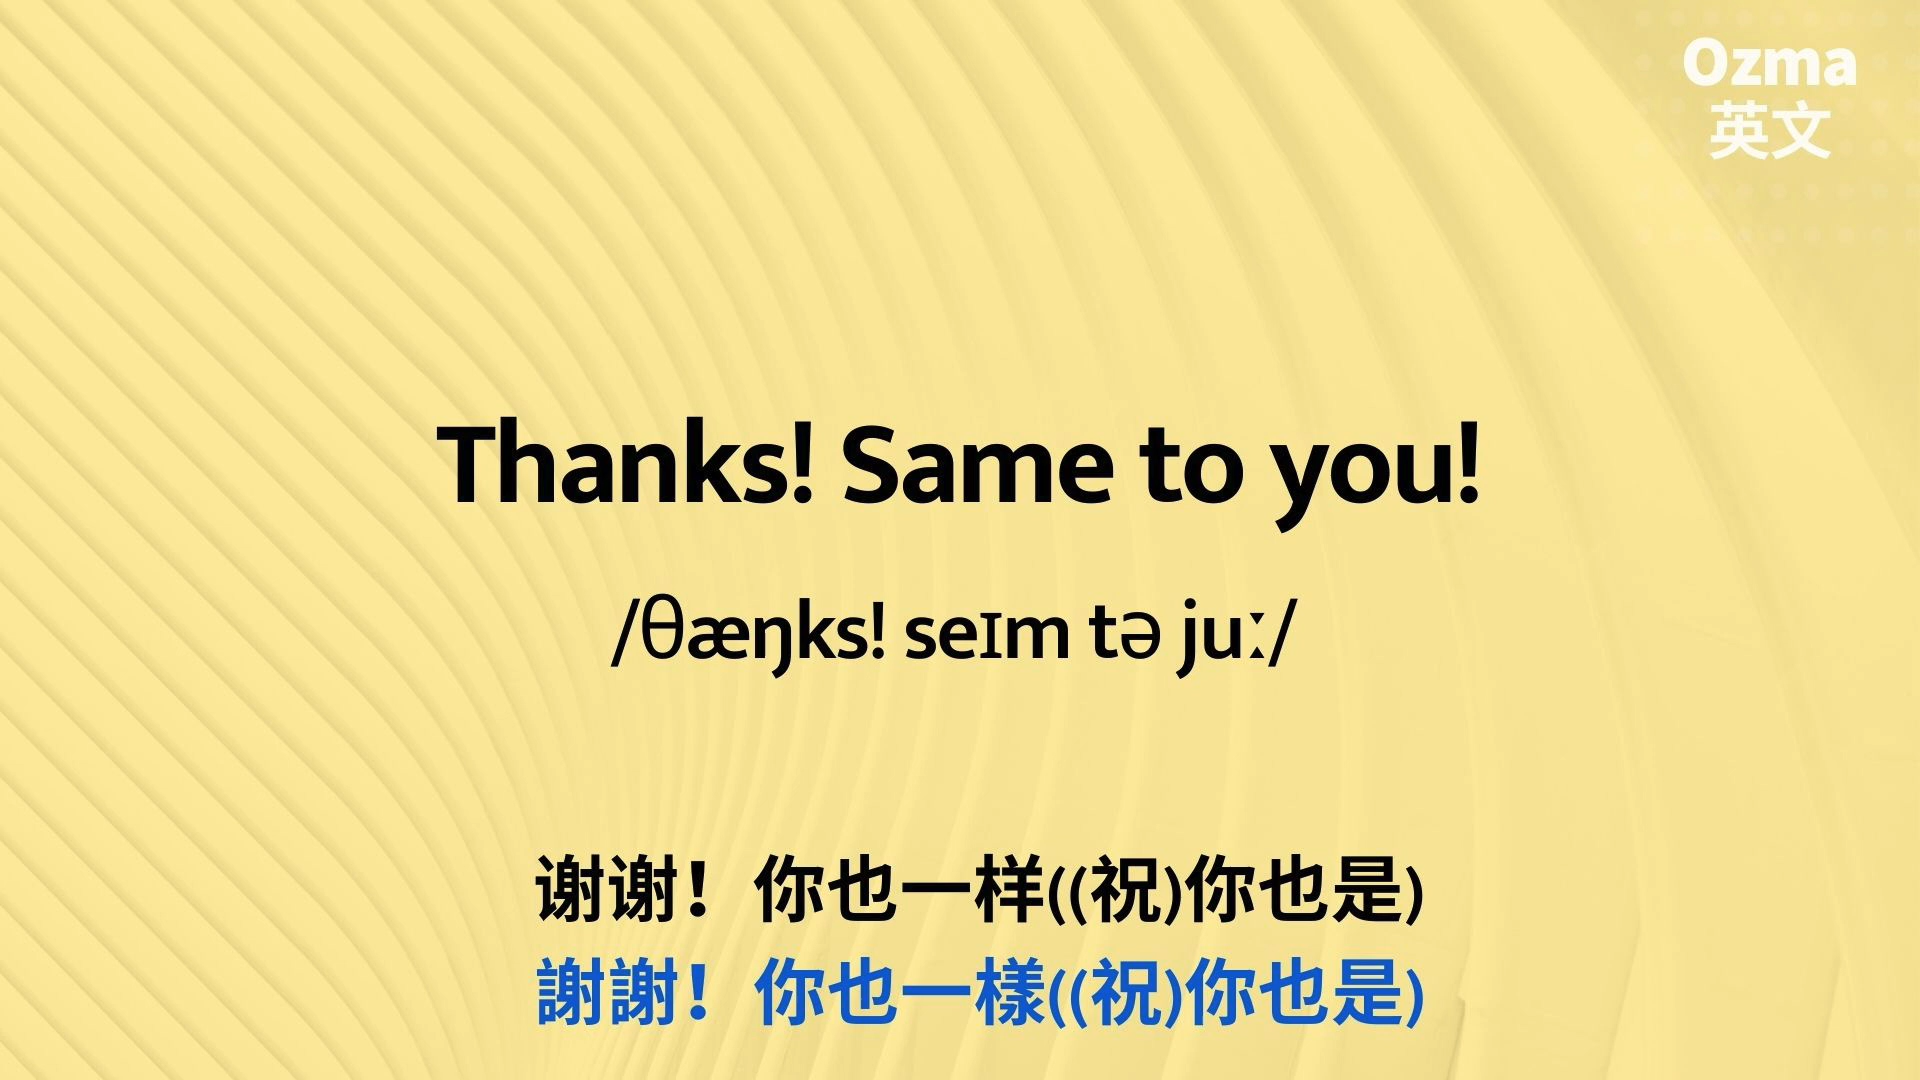 Ozma
英文
Thanks! Same to you!
/θæŋks! seɪm tə juː/
谢谢！你也一样((祝)你也是)
謝謝！你也一樣((祝)你也是)